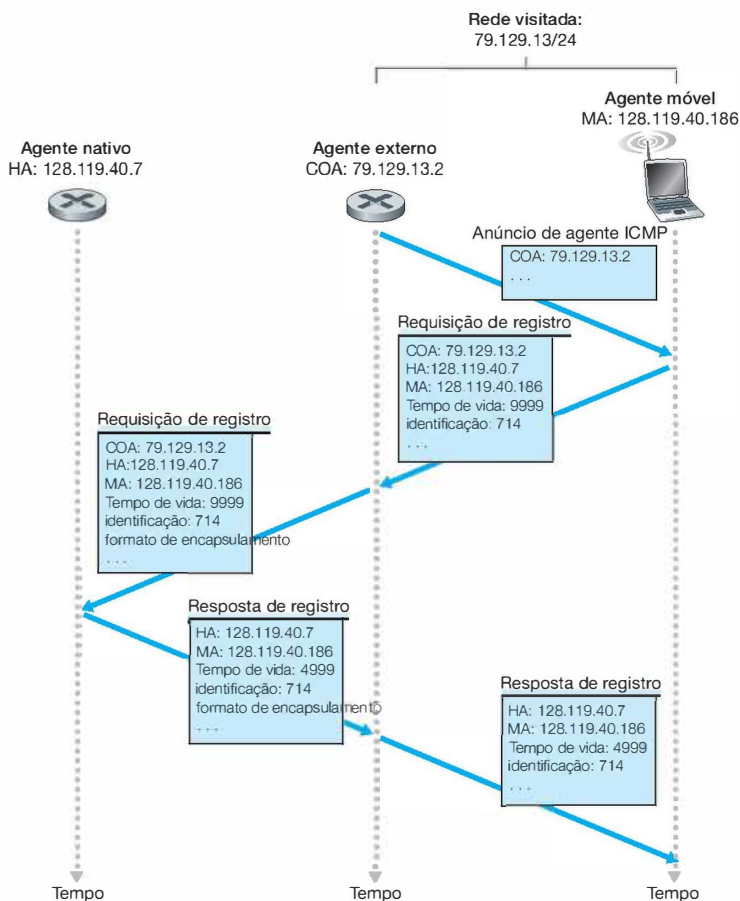 Rede visitada:
79.129.13/24
Agente móvel
MA: 128.119.40.186
Agente nativo
HA: 128.119.40.7
Agente externo
COA: 79.129.13.2
Anúncio de agente ICMP
COA: 79.129.13.2
. . .
Requisição de registro
COA: 79.129.13.2
HA:128.119.40.7
MA: 128.119.40.186
Tempo de vida: 9999
identificação: 714
. . .
Requisição de registro
COA: 79.129.13.2
HA:128.119.40.7
MA: 128.119.40.186
Tempo de vida: 9999
identificação: 714
formato de encapsulamento
. . .
Resposta de registro
HA: 128.119.40.7
MA: 128.119.40.186
Tempo de vida: 4999
identificação: 714
formato de encapsulamento
. . .
Resposta de registro
HA: 128.119.40.7
MA: 128.119.40.186
Tempo de vida: 4999
identificação: 714
. . .
Tempo
Tempo
Tempo